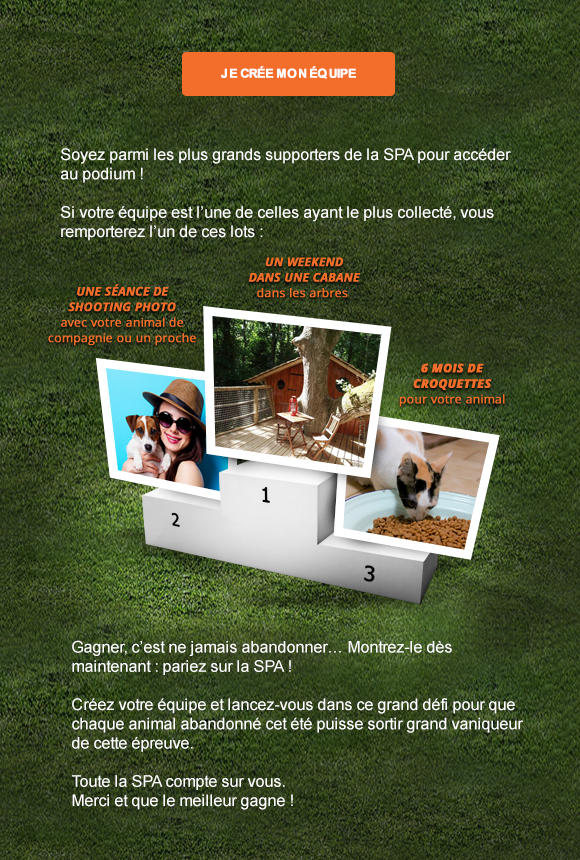 JE CRÉE MON ÉQUIPE
Soyez parmi les plus grands supporters de la SPA pour accéder
au podium !
Si votre équipe est l’une de celles ayant le plus collecté, vous
remporterez l’un de ces lots :
UN WEEKEND
DANS UNE CABANE
dans les arbres
UNE SÉANCE DE
SHOOTING PHOTO
avec votre animal de
compagnie ou un proche
6 MOIS DE
CROQUETTES
pour votre animal
1
2
3
Gagner, c’est ne jamais abandonner… Montrez-le dès
maintenant : pariez sur la SPA !
Créez votre équipe et lancez-vous dans ce grand défi pour que
chaque animal abandonné cet été puisse sortir grand vaniqueur
de cette épreuve.
Toute la SPA compte sur vous.
Merci et que le meilleur gagne !